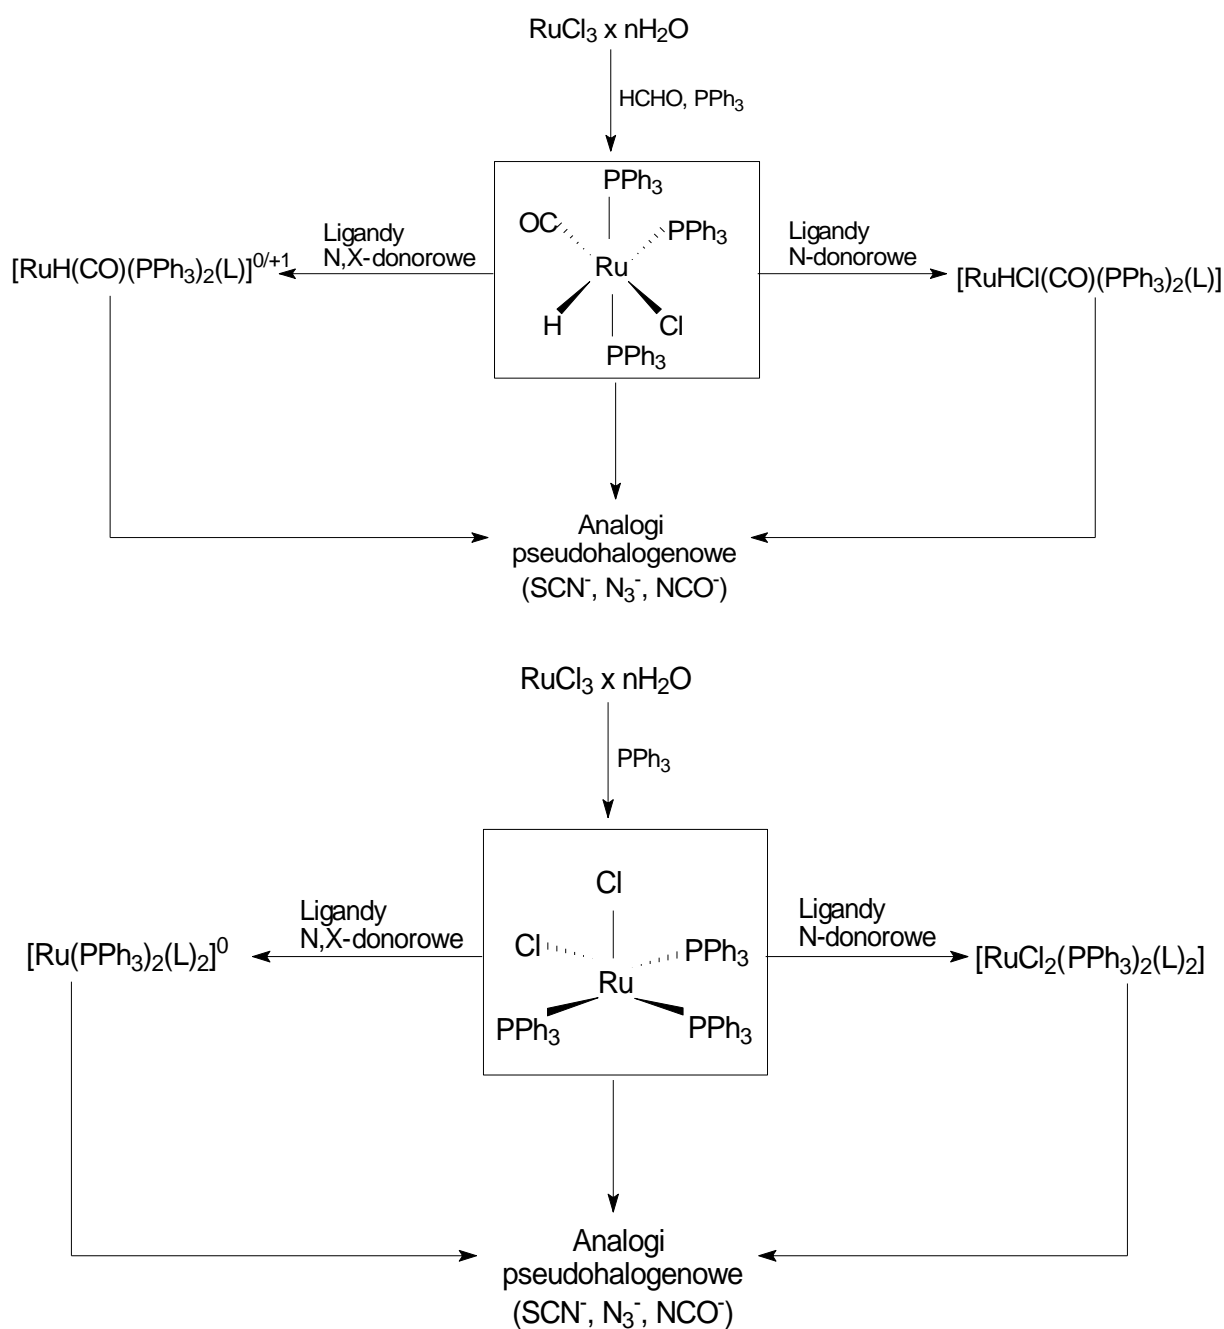 RuCl₃ x nH₂O
HCHO, PPh₃
PPh₃
OC
PPh₃
Ru
H
Cl
PPh₃
Ligandy
N,X-donorowe
Ligandy
N-donorowe
[RuH(CO)(PPh₃)₂(L)]⁰ᐟ⁺¹
[RuHCl(CO)(PPh₃)₂(L)]
Analogi
pseudohalogenowe
(SCN⁻, N₃⁻, NCO⁻)
RuCl₃ x nH₂O
PPh₃
Cl
Cl
PPh₃
Ru
PPh₃
PPh₃
Ligandy
N,X-donorowe
Ligandy
N-donorowe
[Ru(PPh₃)₂(L)₂]⁰
[RuCl₂(PPh₃)₂(L)₂]
Analogi
pseudohalogenowe
(SCN⁻, N₃⁻, NCO⁻)